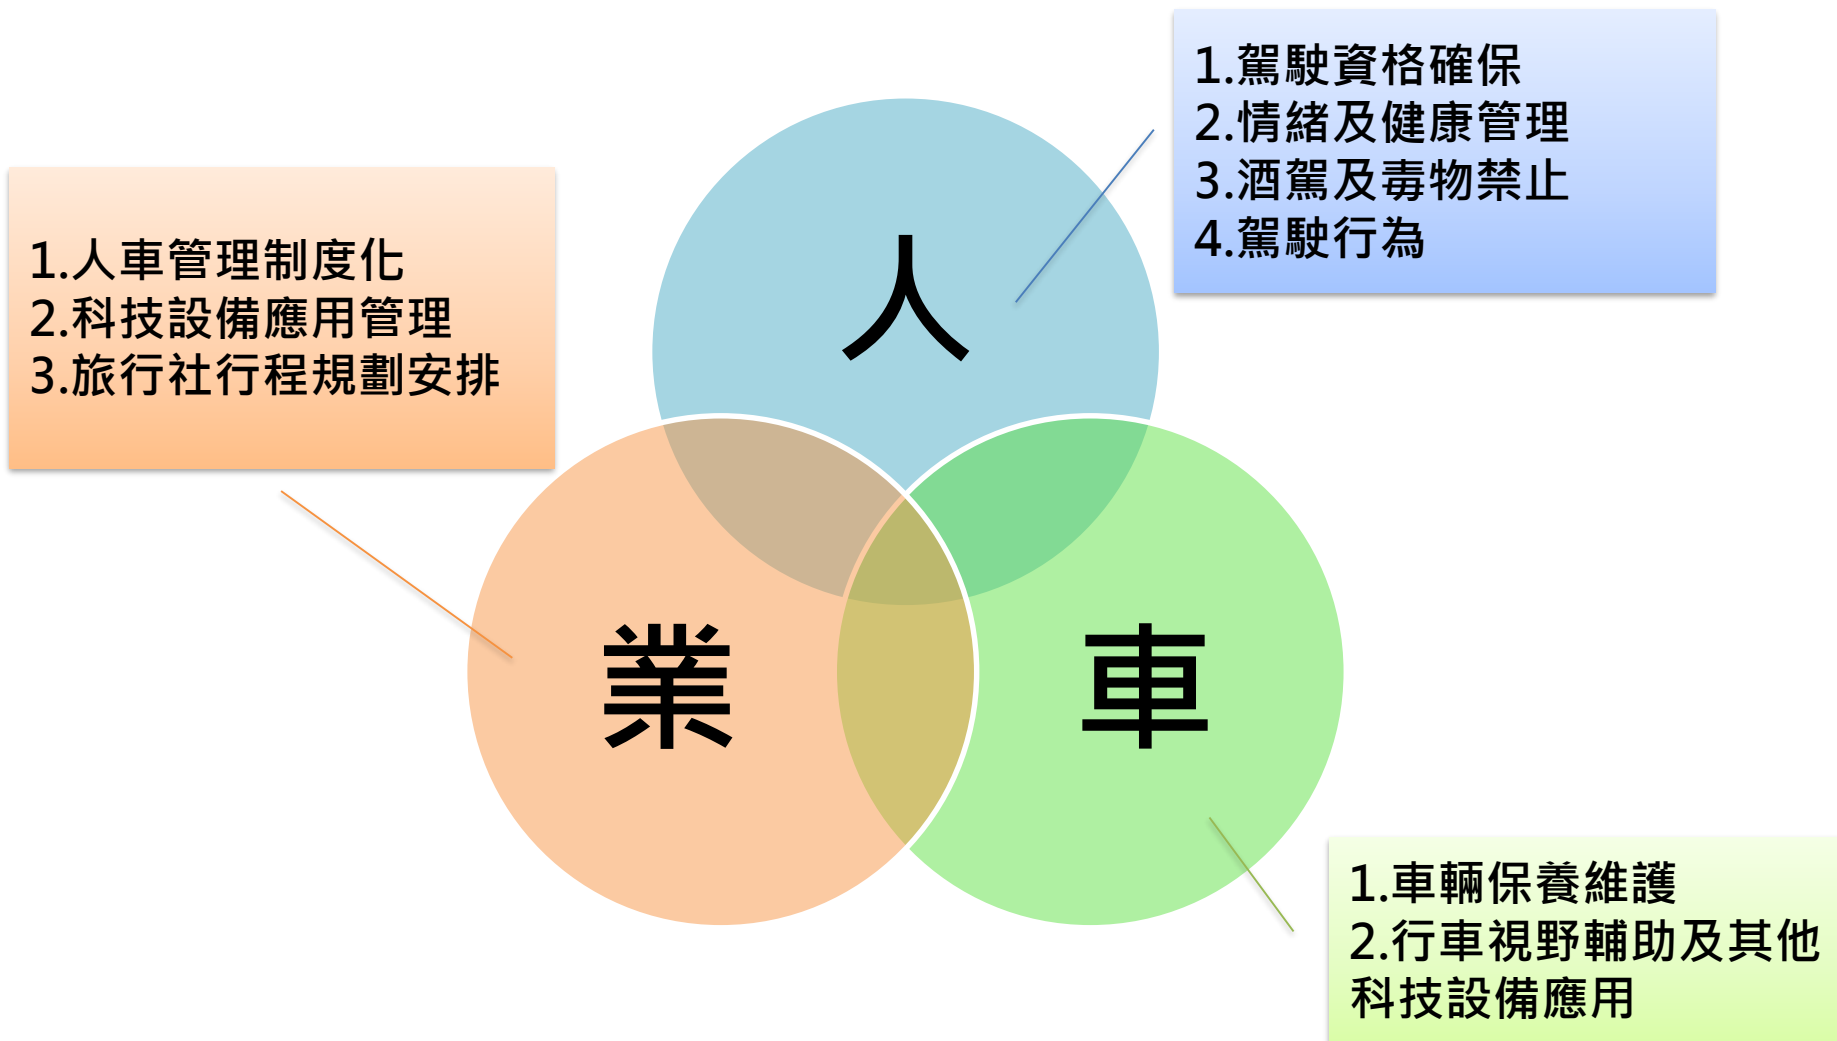 1.駕駛資格確保
2.情緒及健康管理
3.酒駕及毒物禁止
4.駕駛行為
1.人車管理制度化
2.科技設備應用管理
3.旅行社行程規劃安排
人
業
車
1.車輛保養維護
2.行車視野輔助及其他
科技設備應用